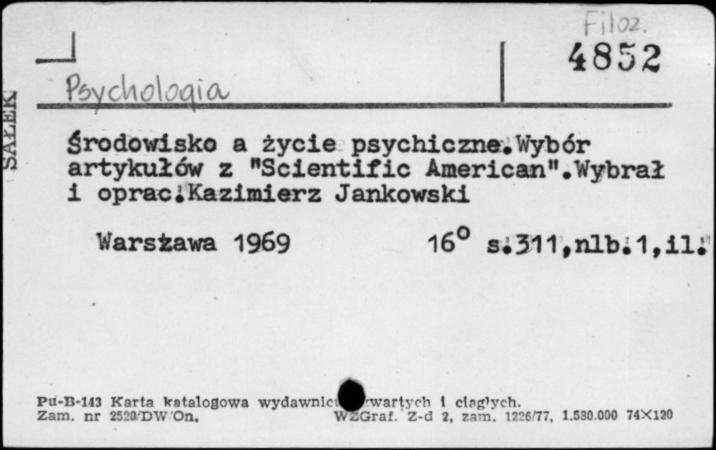 Filoz.
4852
Psychologia
SAŁEK
Środowisko a życie psychiczne.Wybór
artykułów z "Scientific American".Wybrał
i oprac.Kazimierz Jankowski
Warszawa 1969 16° s.311,nlb.1,il.
Pu-B-143 Karta katalogowa wydawnic wartych i ciągłych.
Zam. nr 2520/DW/On. WZGraf. Z-d 2, zam. 1226/77, 1.580.000 74X120